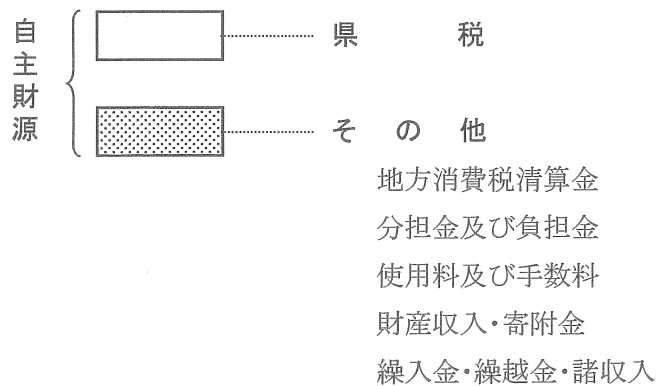 自主財源
県税
その他
地方消費税清算金
分担金及び負担金
使用料及び手数料
財産収入・寄附金
繰入金・繰越金・諸収入